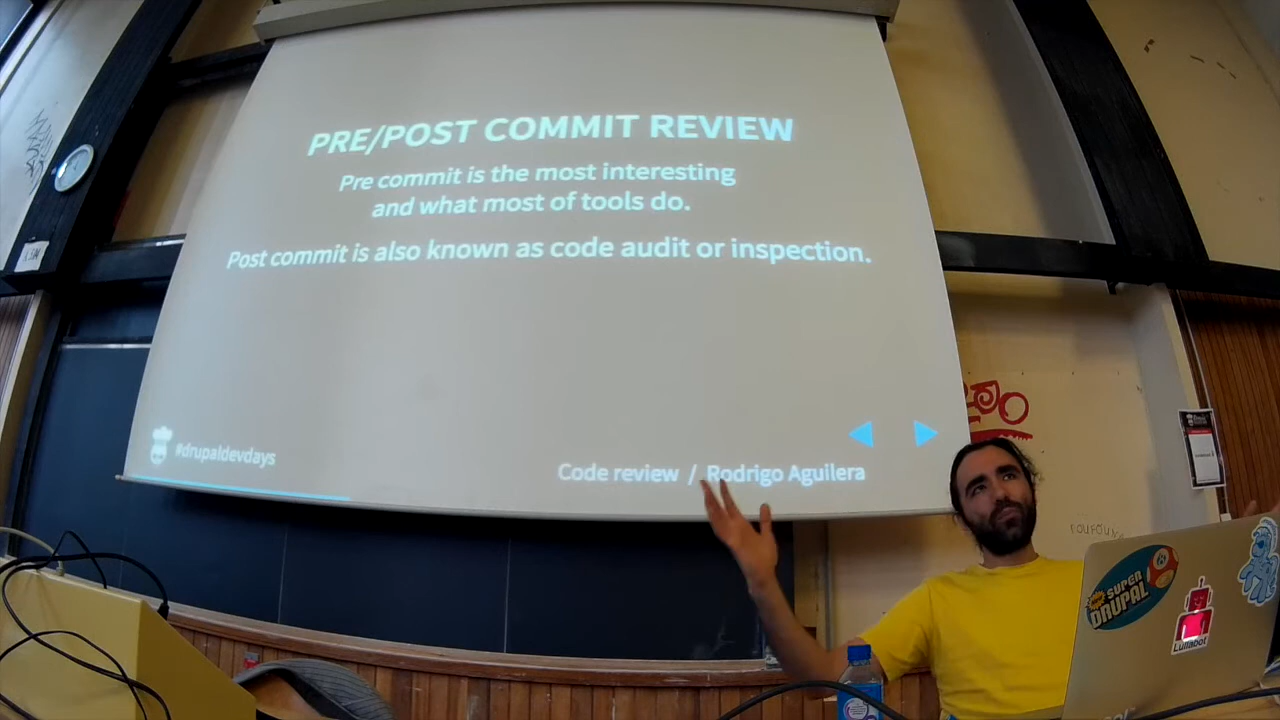 PRE/POST COMMIT REVIEW
Pre commit is the most interesting
and what most of tools do.
Post commit is also known as code audit or inspection.
#drupaldevdays
Code review / Rodrigo Aguilera
SUPER
DRUPAL
Lullabot